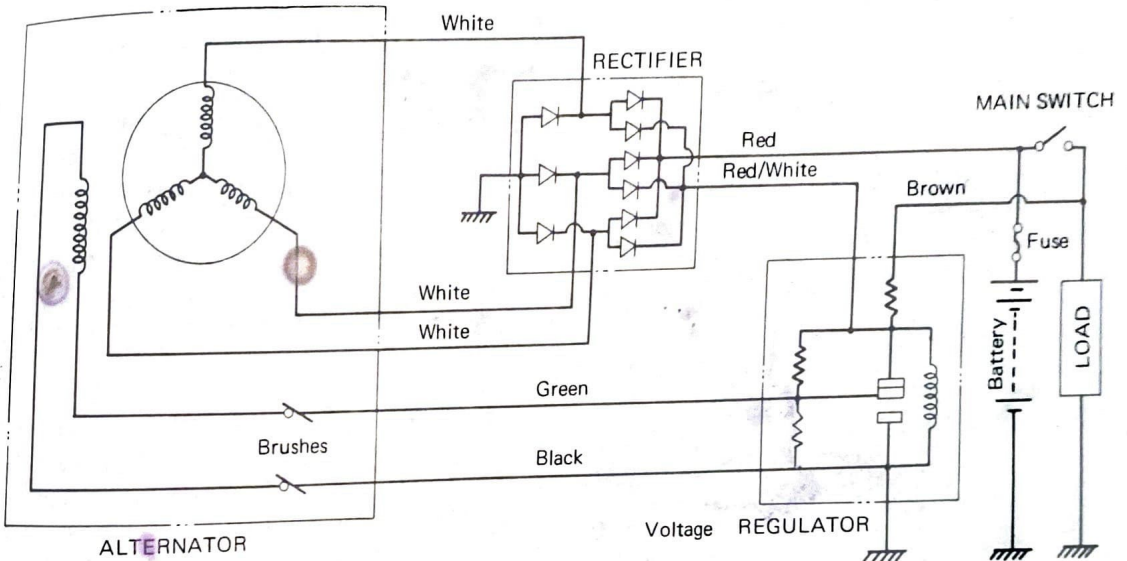 White
RECTIFIER
MAIN SWITCH
Red
Red/White
Brown
Fuse
White
White
Battery
LOAD
Green
Brushes
Black
Voltage REGULATOR
ALTERNATOR